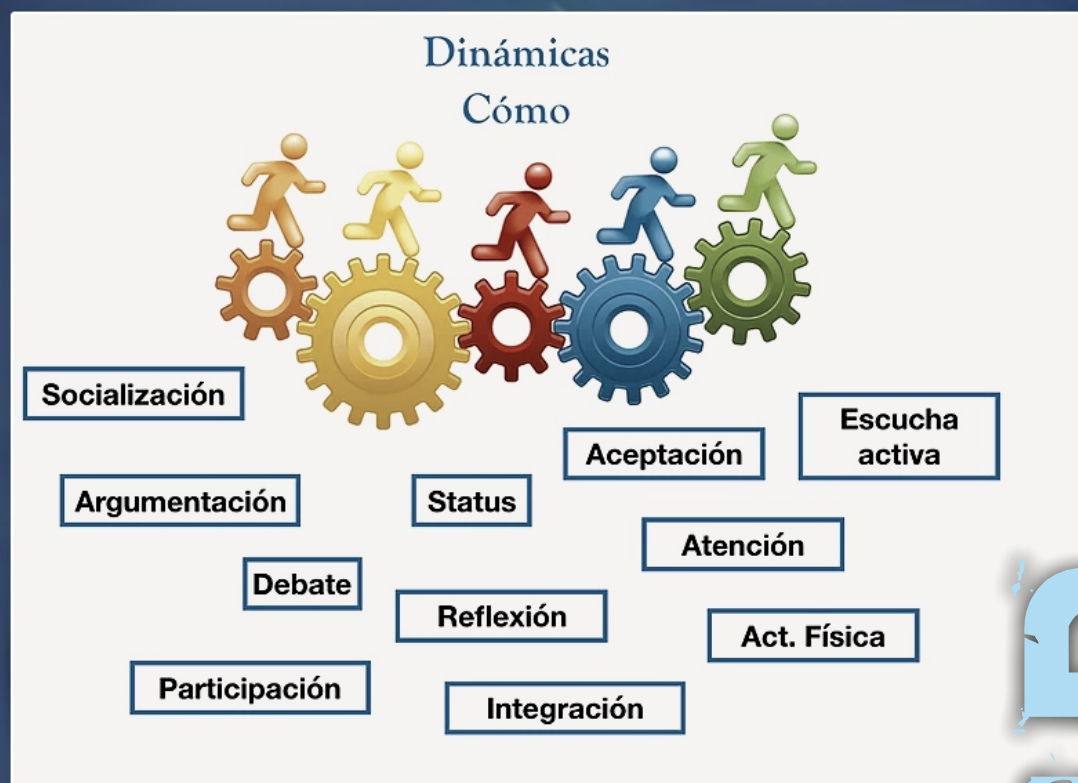 Dinámicas
Cómo
Socialización
Escucha
activa
Aceptación
Argumentación
Status
Atención
Debate
Reflexión
Act. Física
Participación
Integración